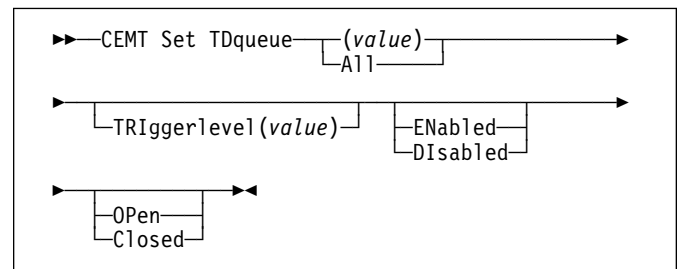 CEMT Set TDqueue (value)
All
TRIggerlevel(value) ENabled
DIsabled
OPen
Closed